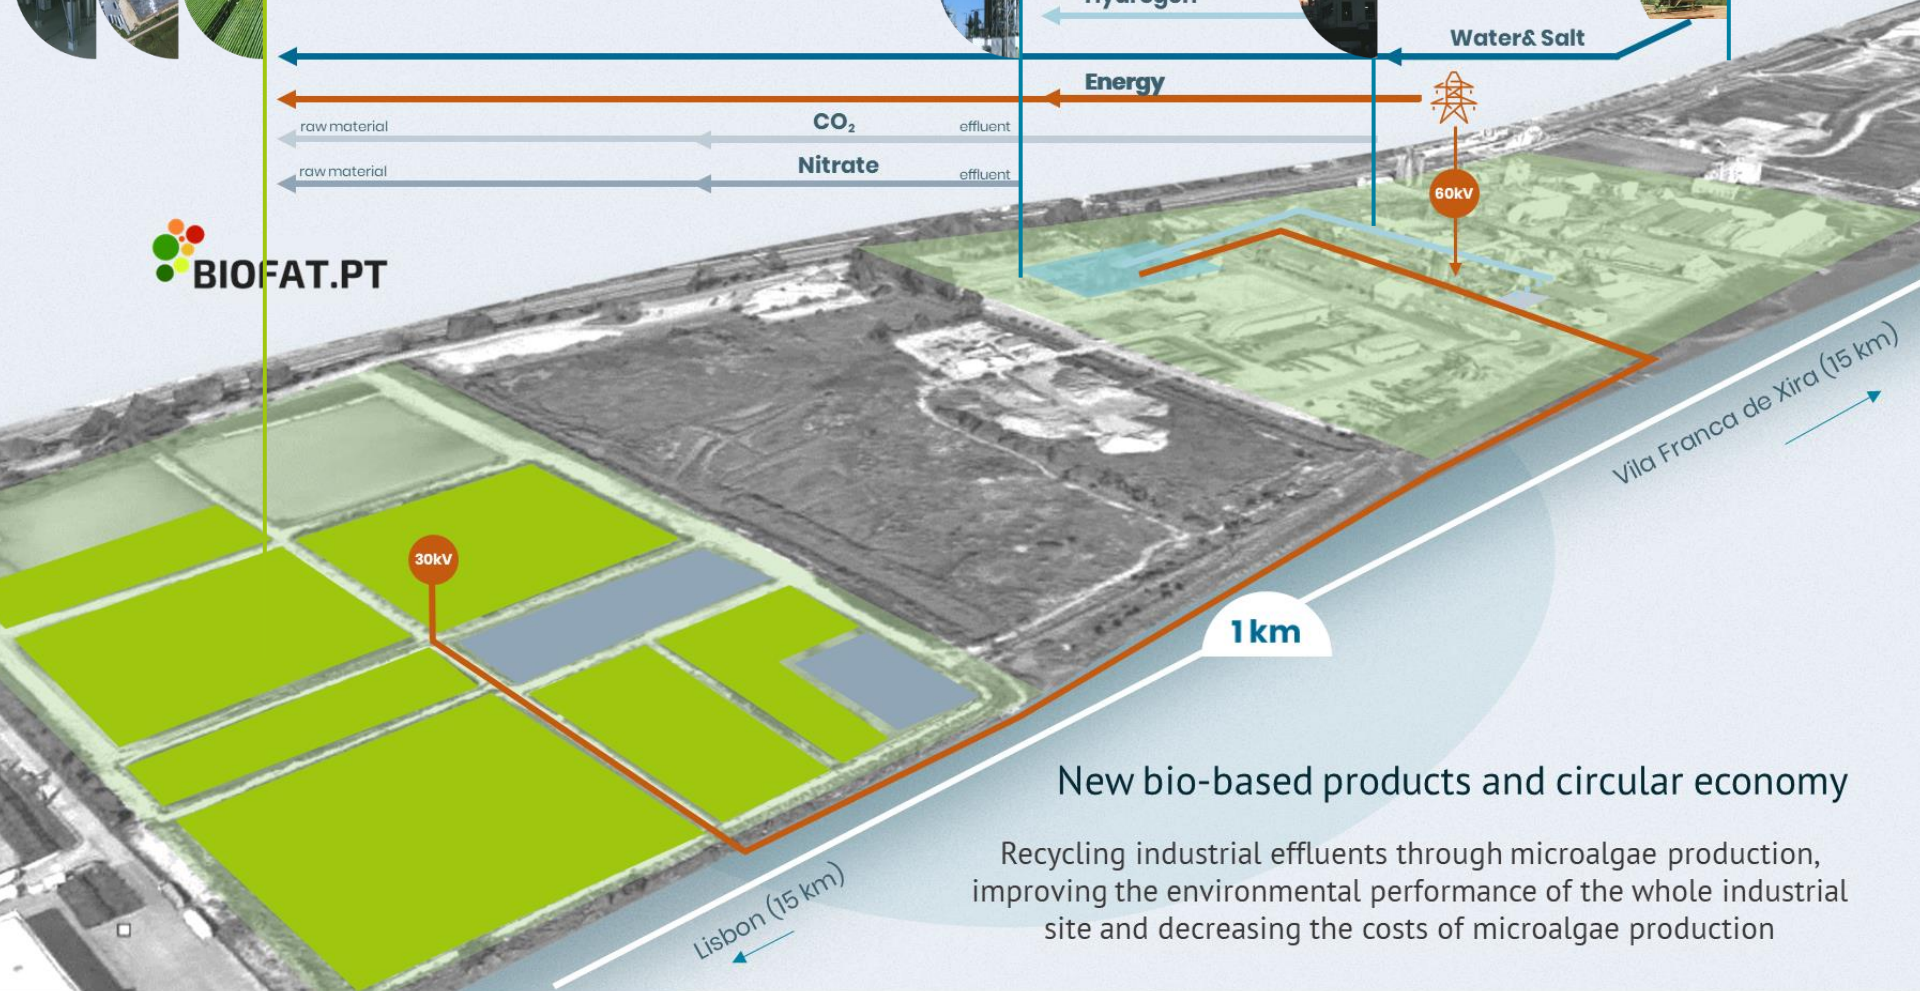 Hydrogen
Water& Salt
Energy
raw material CO₂ effluent
raw material Nitrate effluent
60kV
BIOFAT.PT
Vila Franca de Xira (15 km)
30kV
1 km
New bio-based products and circular economy
Recycling industrial effluents through microalgae production,
improving the environmental performance of the whole industrial
site and decreasing the costs of microalgae production
Lisbon (15 km)